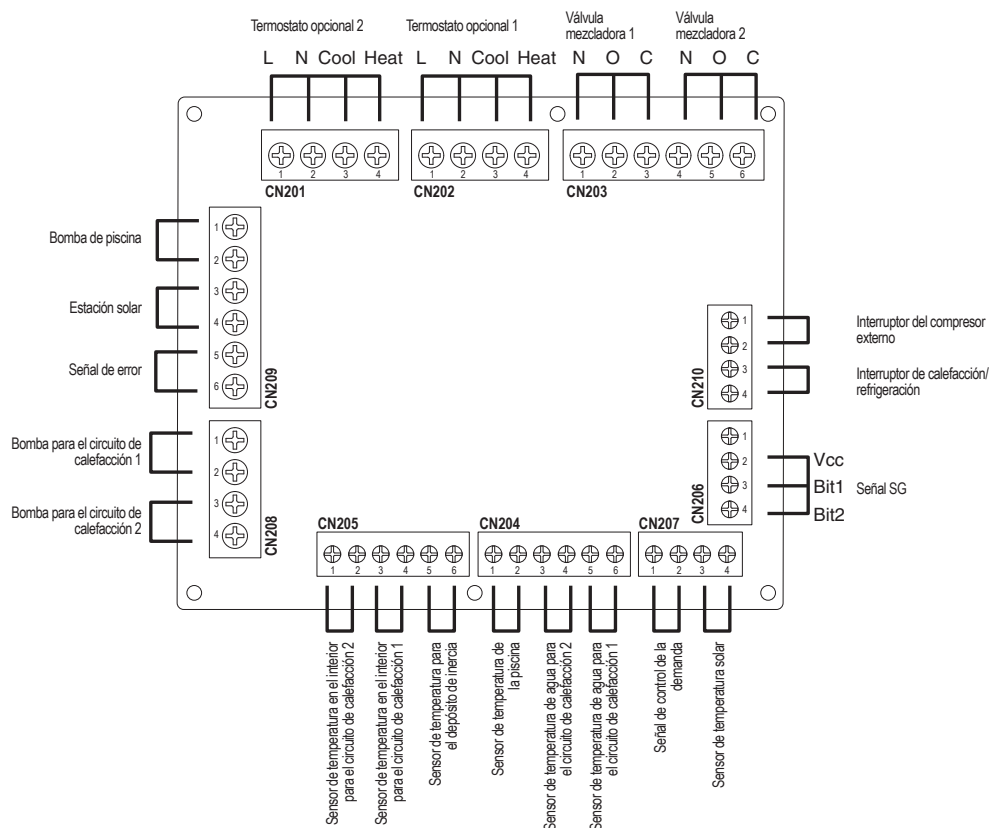 Termostato opcional 2
Termostato opcional 1
Válvula
mezcladora 1
Válvula
mezcladora 2
L N Cool Heat
L N Cool Heat
N O C
N O C
1 2 3 4
CN201
1 2 3 4
CN202
1 2 3 4 5 6
CN203
Bomba de piscina
Estación solar
Señal de error
1
2
3
4
5
6
CN209
Bomba para el circuito de
calefacción 1
Bomba para el circuito de
calefacción 2
1
2
3
4
CN208
1
2
3
4
CN210
Interruptor del compresor
externo
Interruptor de calefacción/
refrigeración
1
2
3
4
CN206
Vcc
Bit1
Bit2
Señal SG
CN205
1 2 3 4 5 6
CN204
1 2 3 4 5 6
CN207
1 2 3 4
Sensor de temperatura en el interior
para el circuito de calefacción 2
Sensor de temperatura en el interior
para el circuito de calefacción 1
Sensor de temperatura para
el depósito de inercia
Sensor de temperatura de
la piscina
Sensor de temperatura de agua para
el circuito de calefacción 2
Sensor de temperatura de agua para
el circuito de calefacción 1
Señal de control de la
demanda
Sensor de temperatura solar